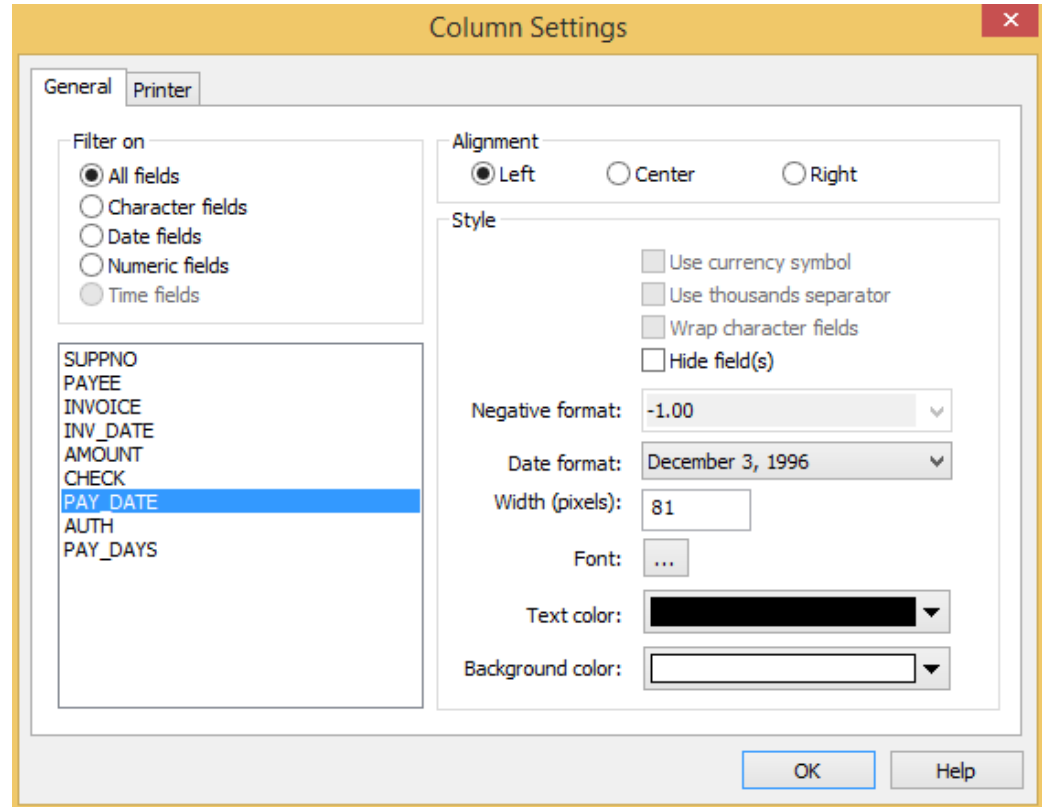 Column Settings
General
Printer
Filter on
All fields
Character fields
Date fields
Numeric fields
Time fields
SUPPNO
PAYEE
INVOICE
INV_DATE
AMOUNT
CHECK
PAY_DATE
AUTH
PAY_DAYS
Alignment
Left
Center
Right
Style
Use currency symbol
Use thousands separator
Wrap character fields
Hide field(s)
Negative format: -1.00
Date format: December 3, 1996
Width (pixels): 81
Font: ...
Text color:
Background color:
OK
Help